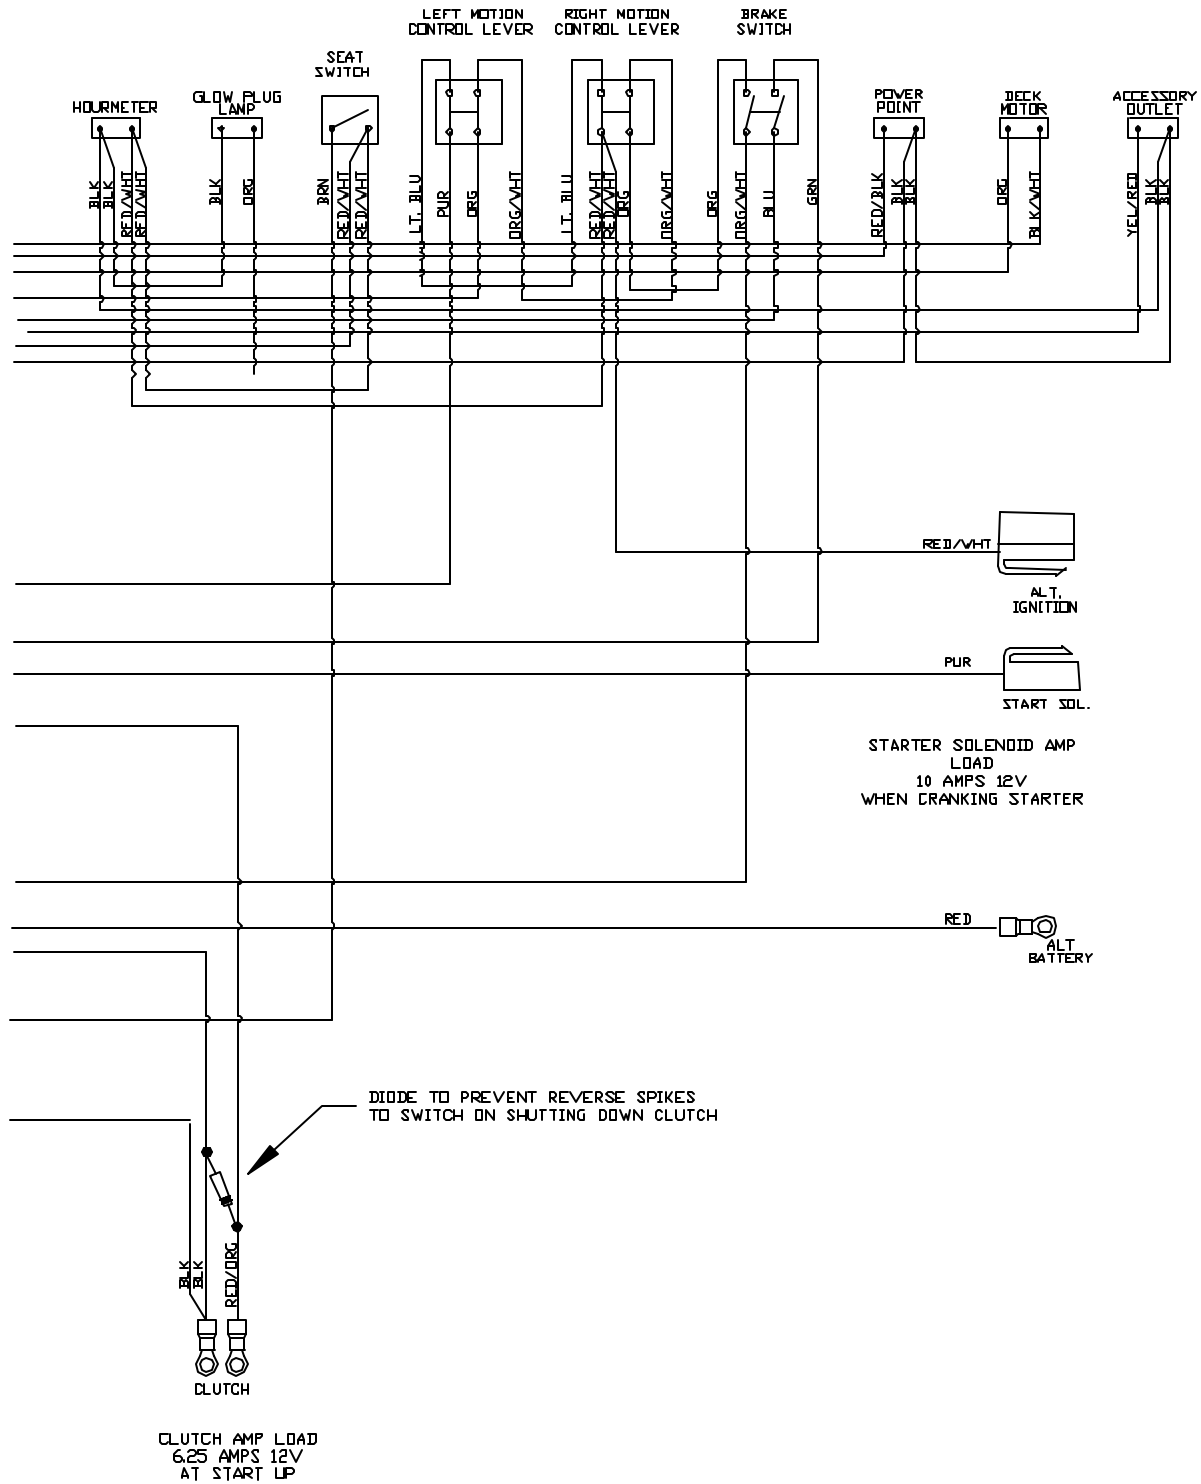 LEFT MOTION
CONTROL LEVER
RIGHT MOTION
CONTROL LEVER
BRAKE
SWITCH
SEAT
SWITCH
HOURMETER
GLOW PLUG
LAMP
POWER
POINT
DECK
MOTOR
ACCESSORY
OUTLET
BLK
BLK
RED/WHT
RED/WHT
BLK
ORG
BRN
RED/WHT
RED/WHT
LT. BLU
PUR
ORG
ORG/WHT
LT. BLU
RED/WHT
RED/WHT
ORG
ORG/WHT
ORG
ORG/WHT
BLU
GRN
RED/BLK
BLK
BLK
ORG
BLK/WHT
YEL/RED
BLK
BLK
RED/WHT
ALT.
IGNITION
PUR
START SOL.
STARTER SOLENOID AMP
LOAD
10 AMPS 12V
WHEN CRANKING STARTER
RED
ALT
BATTERY
DIODE TO PREVENT REVERSE SPIKES
TO SWITCH ON SHUTTING DOWN CLUTCH
BLK
BLK
RED/ORG
CLUTCH
CLUTCH AMP LOAD
6.25 AMPS 12V
AT START UP